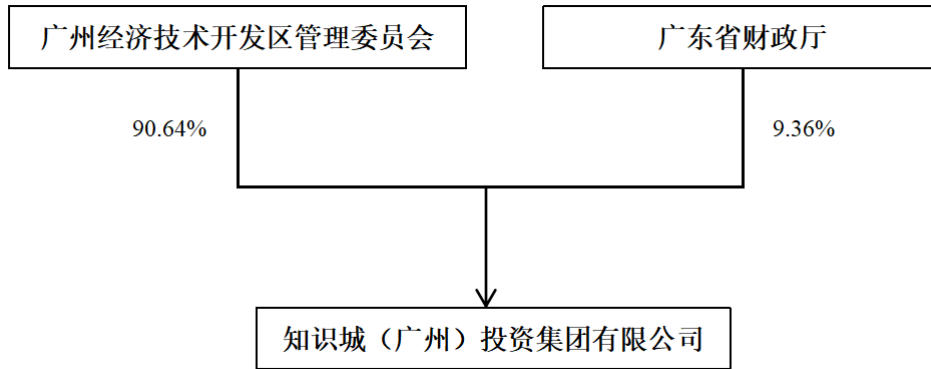 广州经济技术开发区管理委员会
广东省财政厅
90.64%
9.36%
知识城（广州）投资集团有限公司